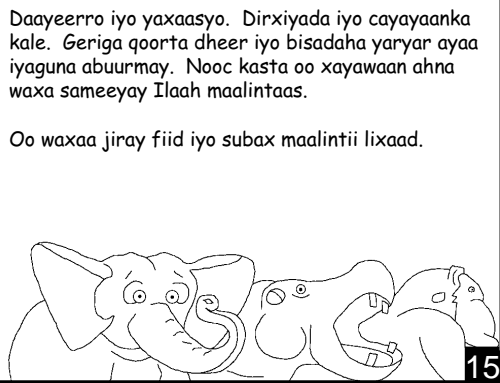 Daayeerro iyo yaxaasyo.  Dirxiyada iyo cayayaanka
kale.  Geriga qoorta dheer iyo bisadaha yaryar ayaa
iyaguna abuurmay.  Nooc kasta oo xayawaan ahna
waxa sameeyay Ilaah maalintaas.
Oo waxaa jiray fiid iyo subax maalintii lixaad.
15